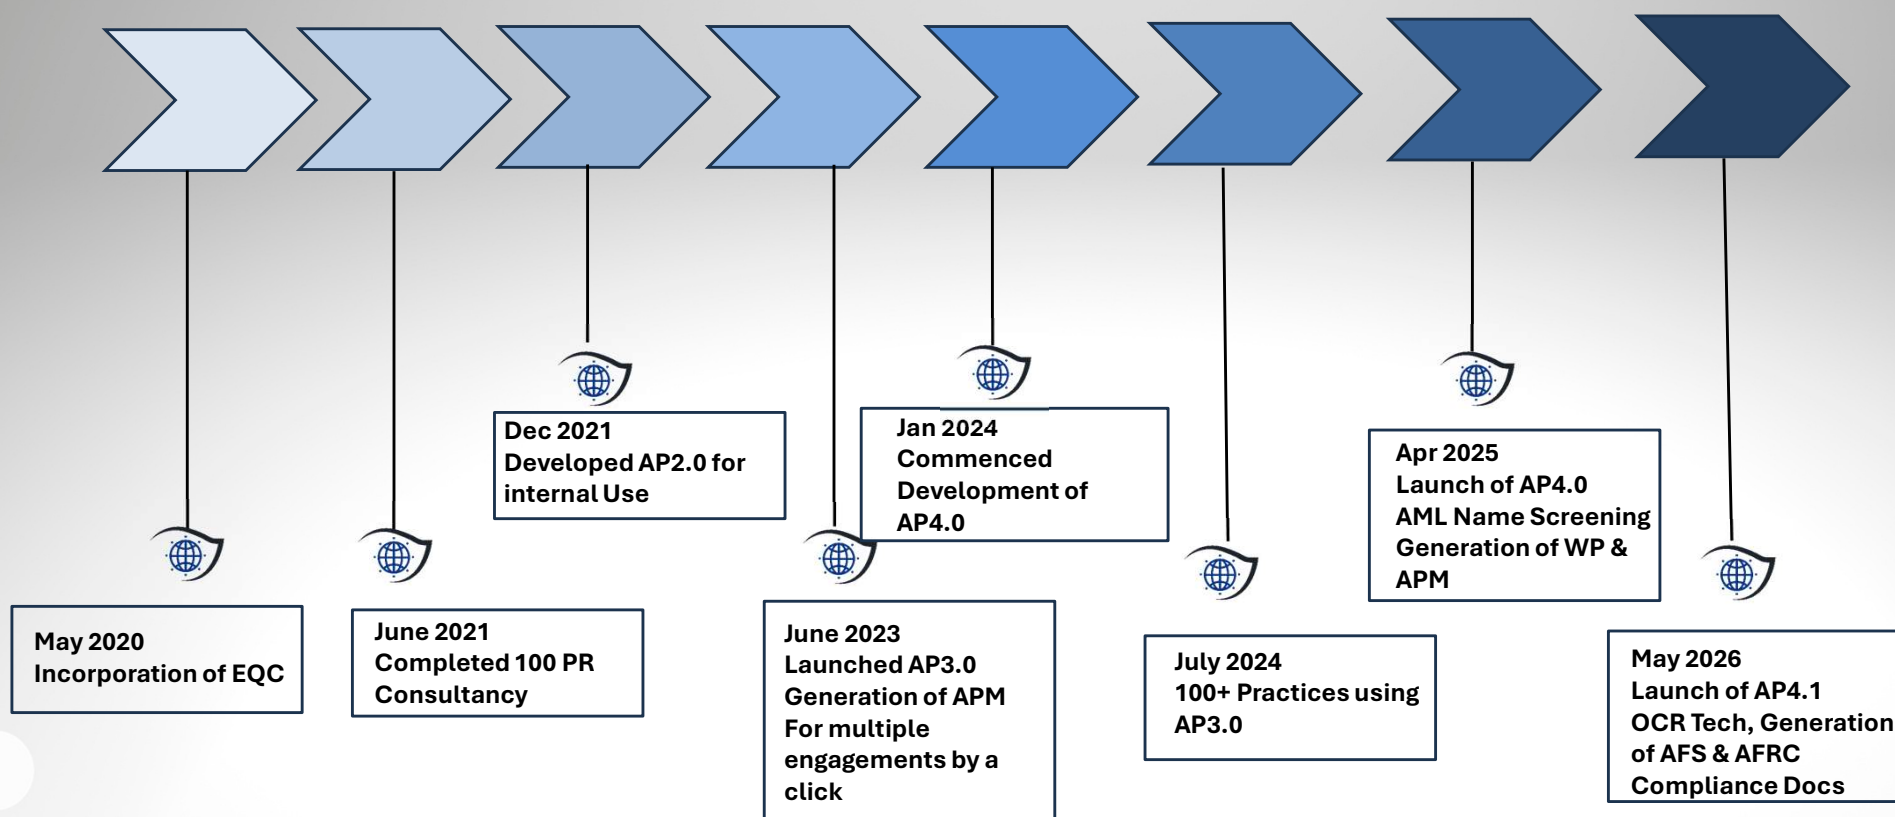 May 2020
Incorporation of EQC
June 2021
Completed 100 PR
Consultancy
Dec 2021
Developed AP2.0 for
internal Use
June 2023
Launched AP3.0
Generation of APM
For multiple
engagements by a
click
Jan 2024
Commenced
Development of
AP4.0
July 2024
100+ Practices using
AP3.0
Apr 2025
Launch of AP4.0
AML Name Screening
Generation of WP &
APM
May 2026
Launch of AP4.1
OCR Tech, Generation
of AFS & AFRC
Compliance Docs